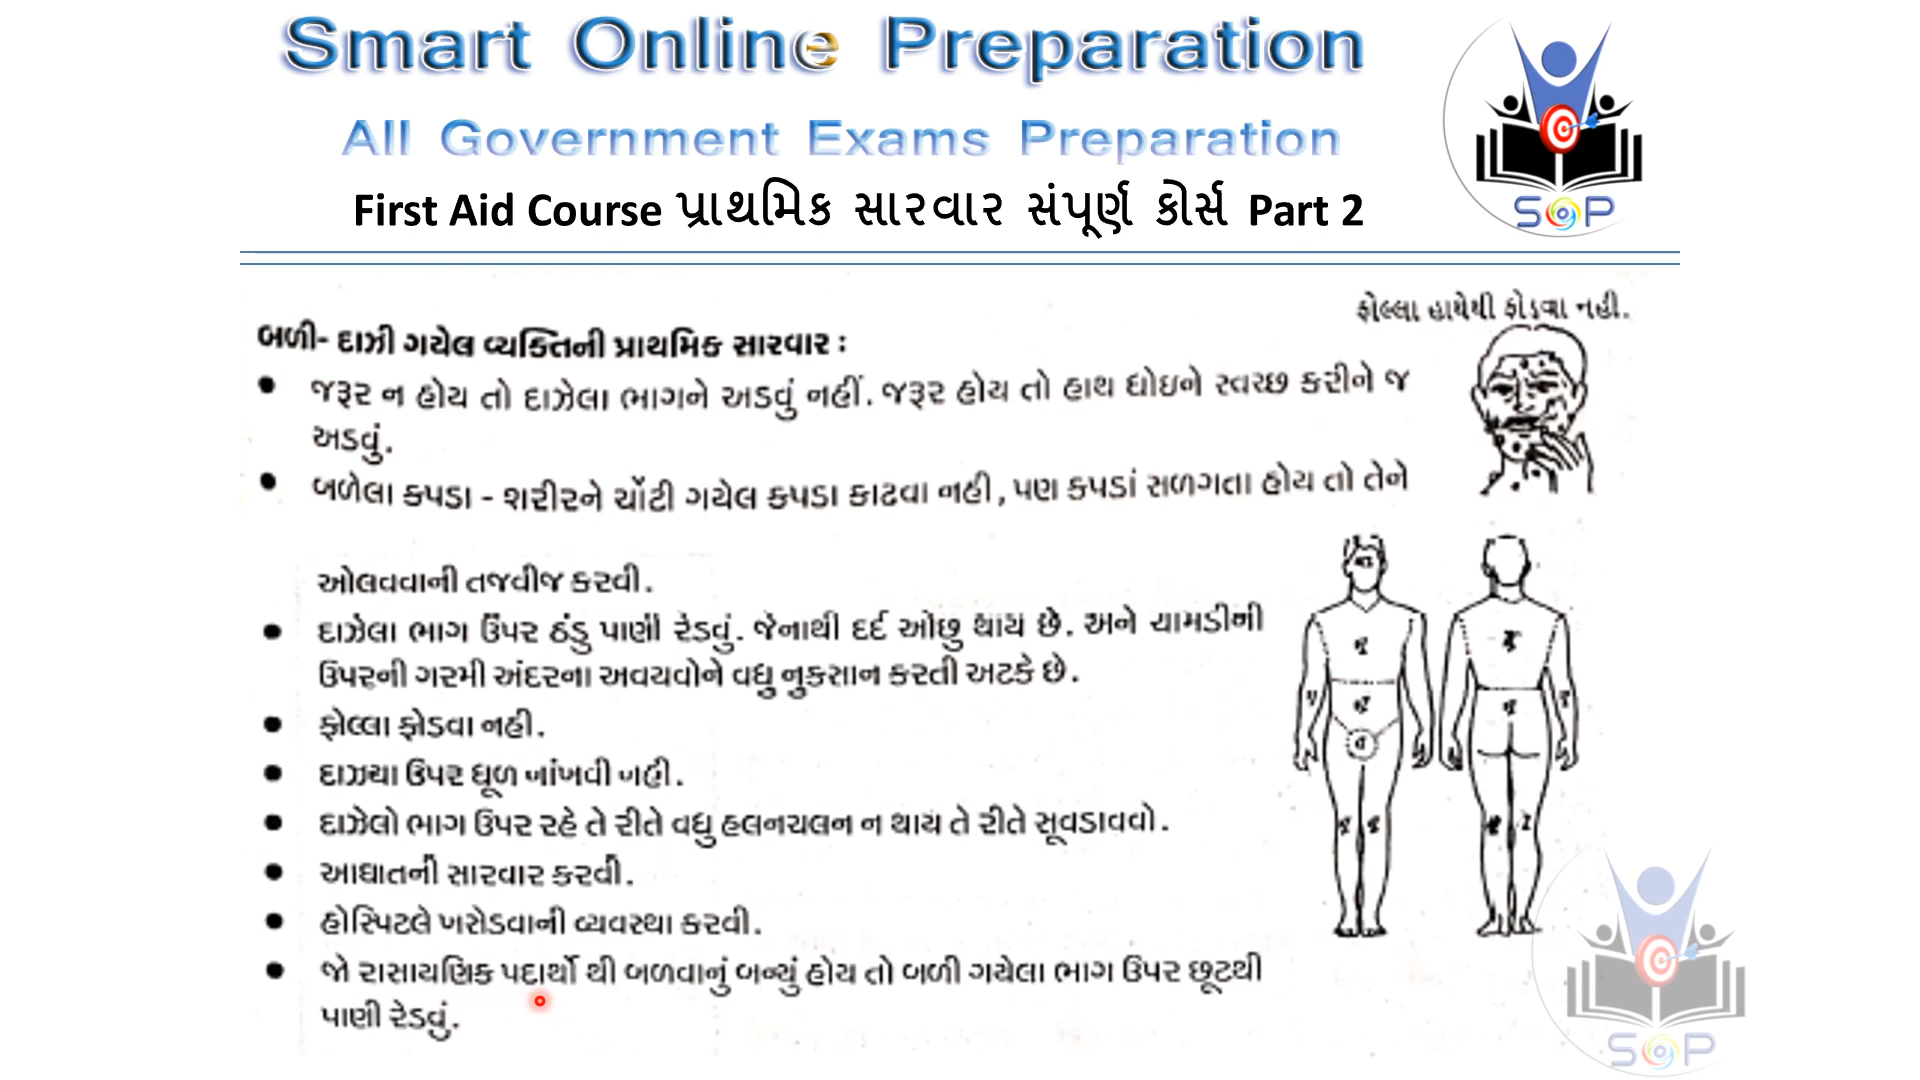 Smart Online Preparation
All Government Exams Preparation
First Aid Course પ્રાથમિક સારવાર સંપૂર્ણ કોર્સ Part 2
SOP
ફોલ્લા હાથેથી ફોડવા નહી.
બળી- દાઝી ગયેલ વ્યક્તિની પ્રાથમિક સારવાર :
● જરૂર ન હોય તો દાઝેલા ભાગને અડવું નહીં. જરૂર હોય તો હાથ ધોઇને સ્વચ્છ કરીને જ
અડવું.
● બળેલા કપડા - શરીરને ચોંટી ગયેલ કપડા કાઢવા નહી, પણ કપડાં સળગતા હોય તો તેને
ઓલવવાની તજવીજ કરવી.
● દાઝેલા ભાગ ઉપર ઠંડુ પાણી રેડવું. જેનાથી દર્દ ઓછુ થાય છે. અને ચામડીની
ઉપરની ગરમી અંદરના અવયવોને વધુ નુકસાન કરતી અટકે છે.
● ફોલ્લા ફોડવા નહી.
● દાઝ્યા ઉપર ધૂળ નાંખવી નહી.
● દાઝેલો ભાગ ઉપર રહે તે રીતે વધુ હલનચલન ન થાય તે રીતે સૂવડાવવો.
● આઘાતની સારવાર કરવી.
● હોસ્પિટલે ખસેડવાની વ્યવસ્થા કરવી.
● જો રાસાયણિક પદાર્થો થી બળવાનું બન્યું હોય તો બળી ગયેલા ભાગ ઉપર છૂટથી
પાણી રેડવું.
SOP